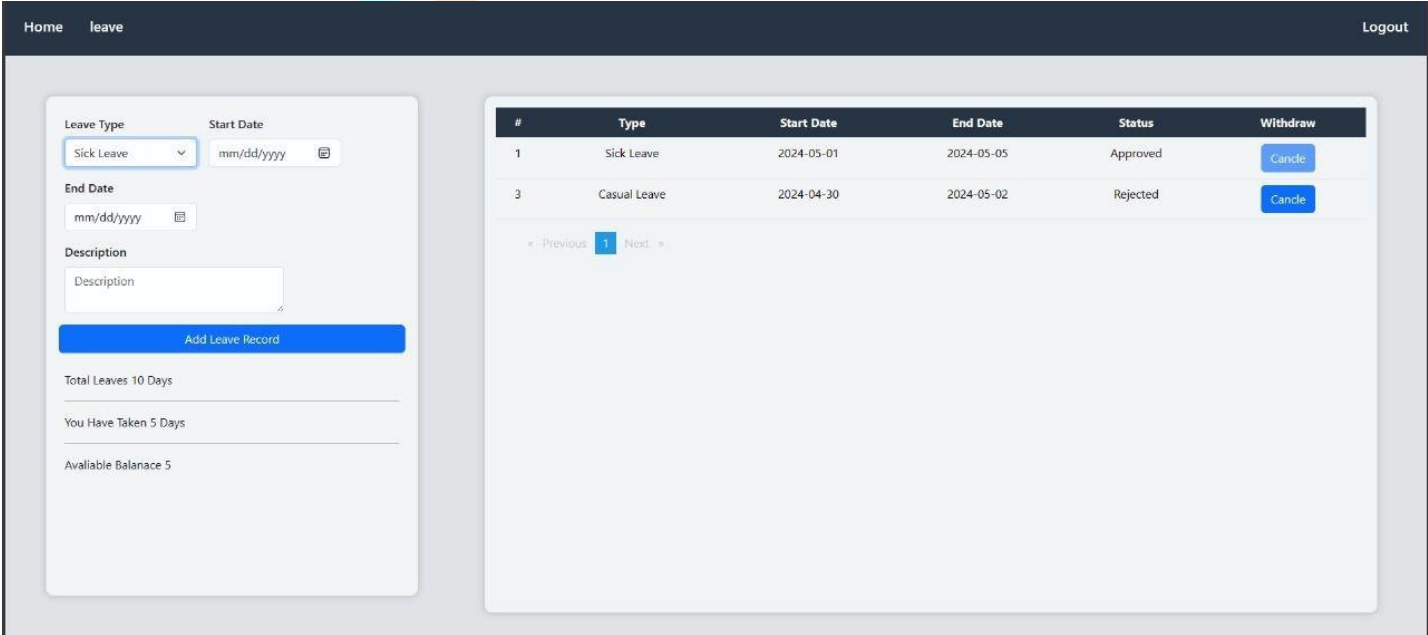 Home leave Logout
Leave Type Start Date
Sick Leave mm/dd/yyyy
End Date
mm/dd/yyyy
Description
Description
Add Leave Record
Total Leaves 10 Days
You Have Taken 5 Days
Avaliable Balanace 5
# Type Start Date End Date Status Withdraw
1 Sick Leave 2024-05-01 2024-05-05 Approved Cancle
3 Casual Leave 2024-04-30 2024-05-02 Rejected Cancle
« Previous 1 Next »